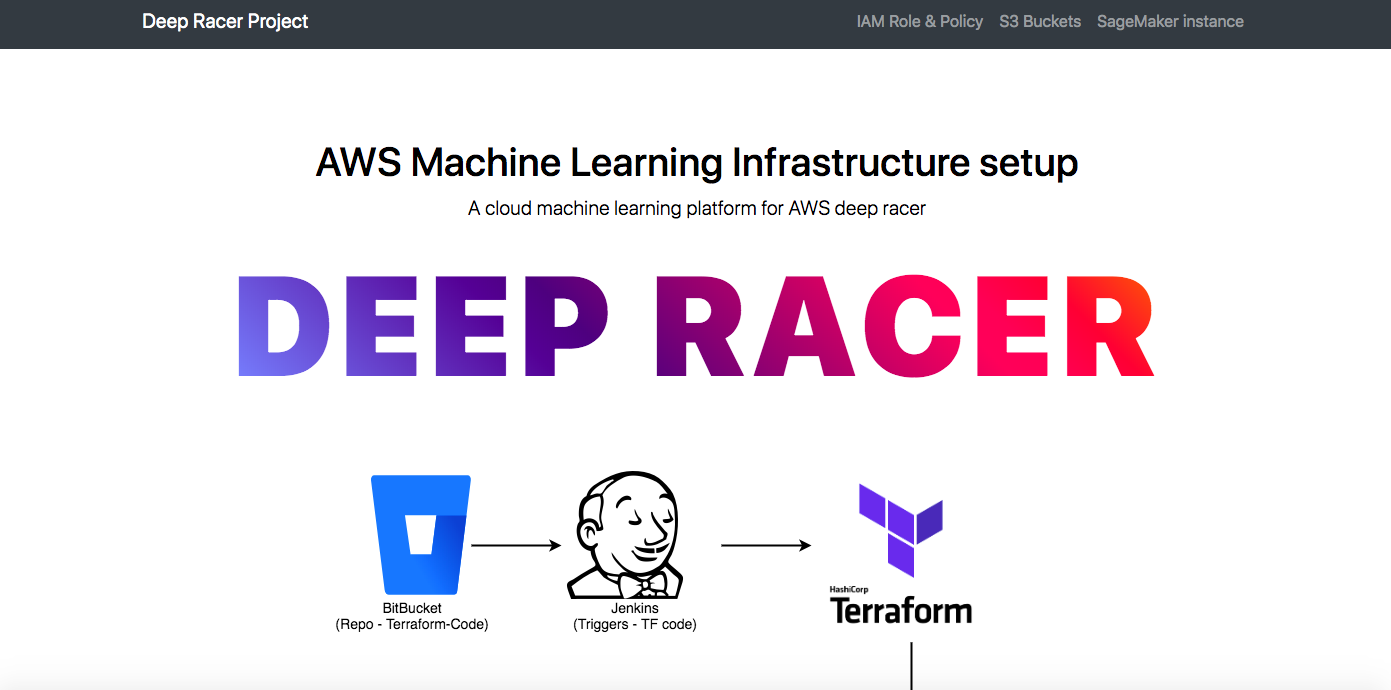 Deep Racer Project
IAM Role & Policy S3 Buckets SageMaker instance
AWS Machine Learning Infrastructure setup
A cloud machine learning platform for AWS deep racer
DEEP RACER
BitBucket
(Repo - Terraform-Code)
Jenkins
(Triggers - TF code)
HashiCorp
Terraform